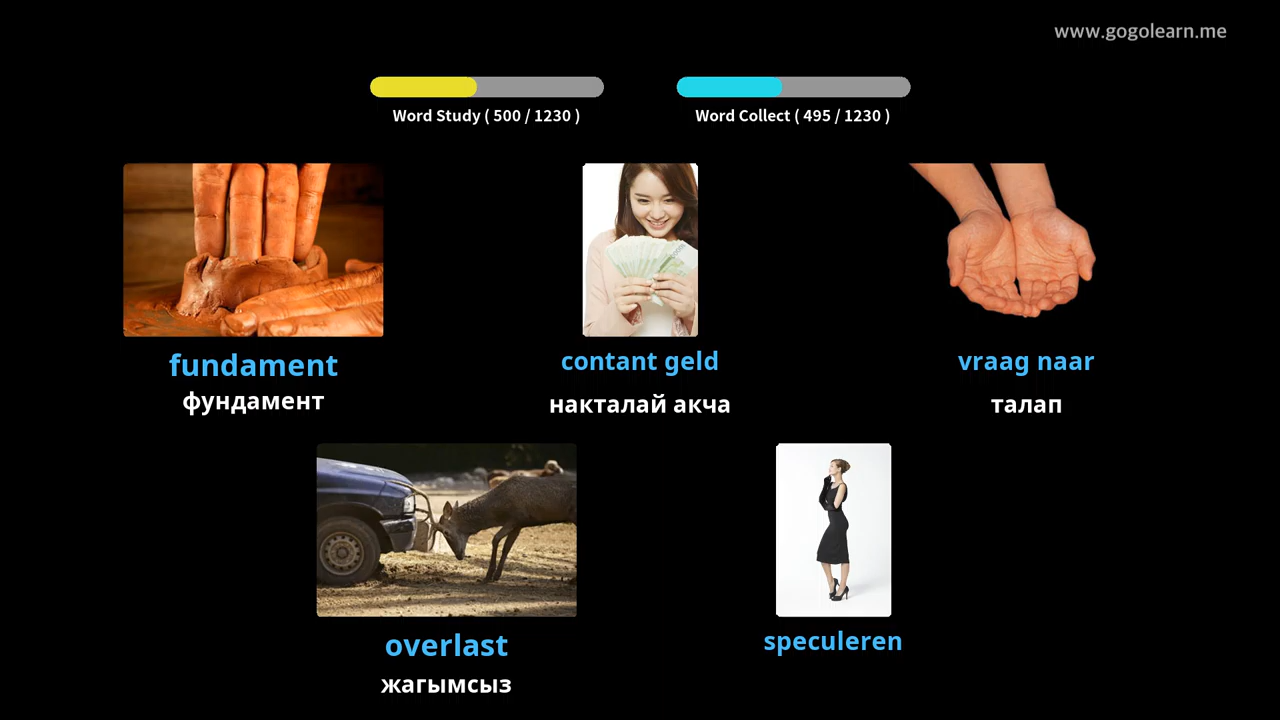 www.gogolearn.me
Word Study ( 500 / 1230 )
Word Collect ( 495 / 1230 )
fundament
фундамент
contant geld
накталай акча
vraag naar
талап
overlast
жагымсыз
speculeren